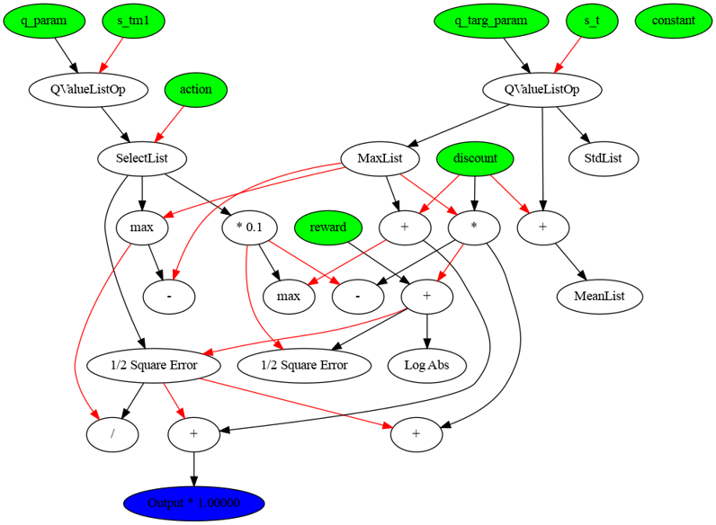 q_param
s_tm1
q_targ_param
s_t
constant
QValueListOp
action
QValueListOp
SelectList
MaxList
discount
StdList
max
* 0.1
reward
+
*
+
-
max
-
+
MeanList
1/2 Square Error
1/2 Square Error
Log Abs
/
+
+
Output * 1.00000